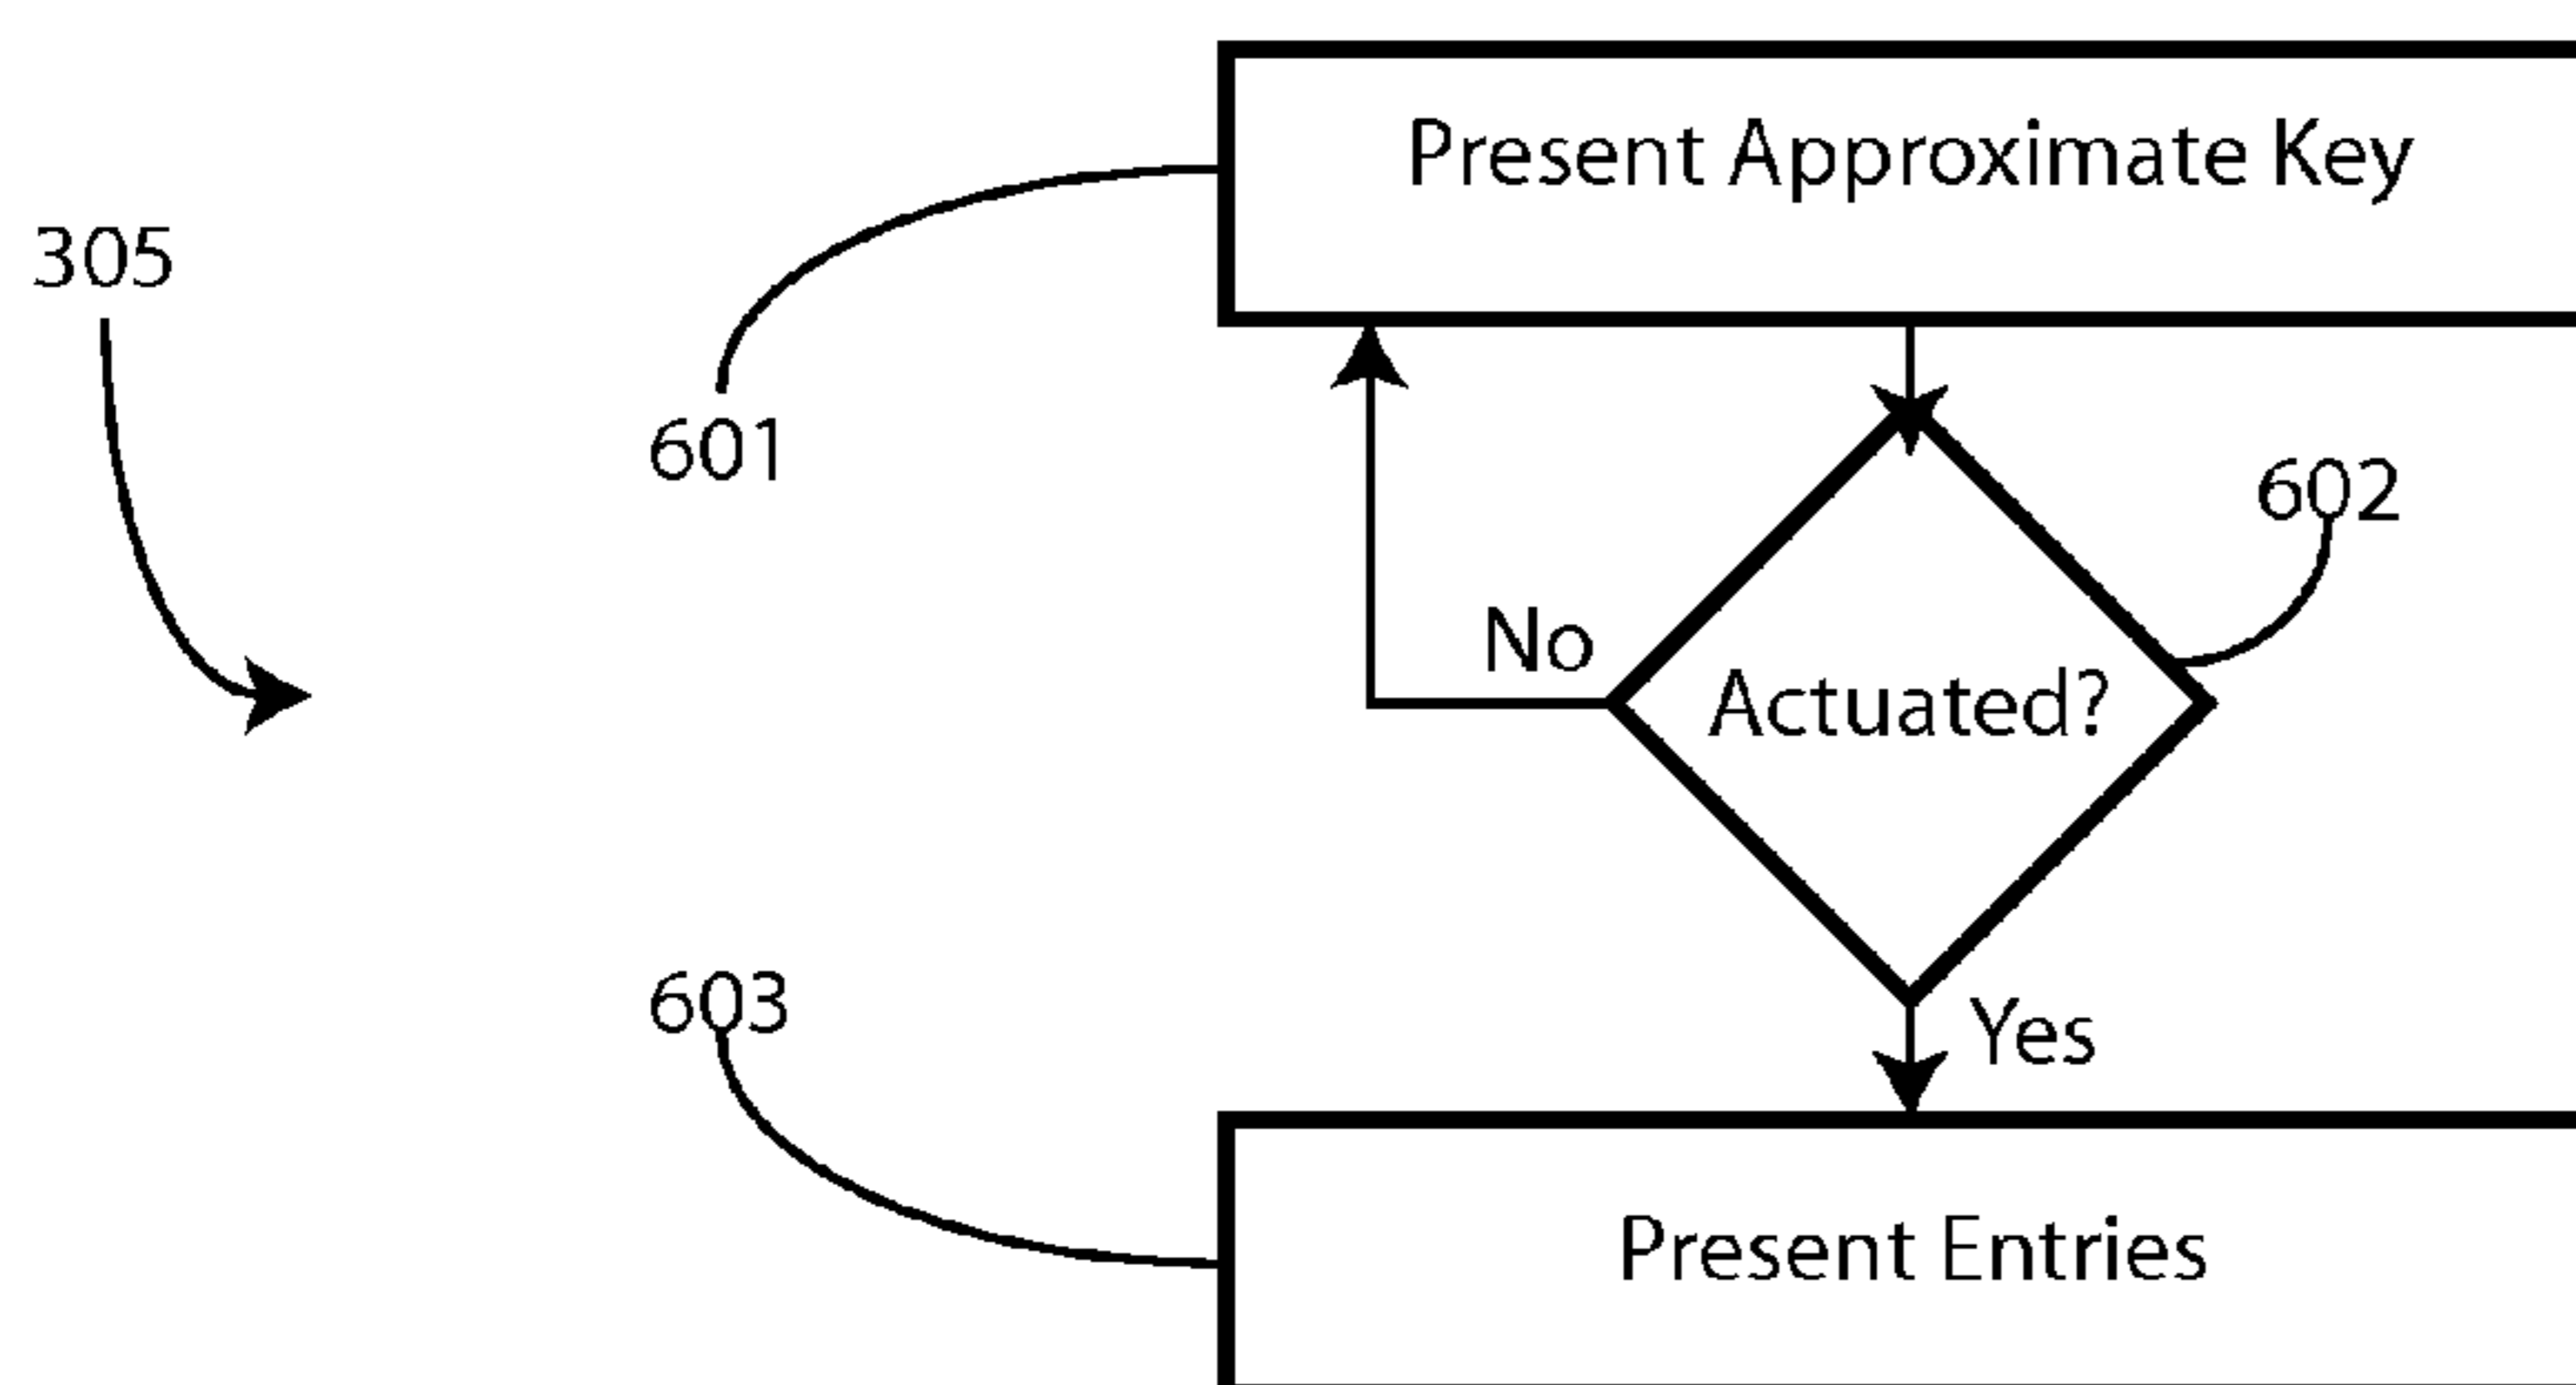 Present Approximate Key
305
601
602
No
Actuated?
603
Yes
Present Entries